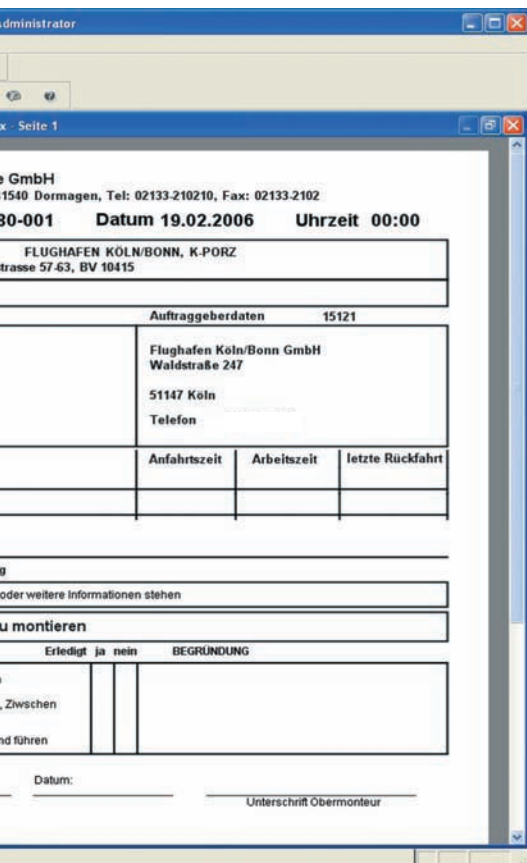 Administrator
x - Seite 1
e GmbH
31540 Dormagen, Tel: 02133-210210, Fax: 02133-2102
80-001 Datum 19.02.2006 Uhrzeit 00:00
FLUGHAFEN KÖLN/BONN, K-PORZ
trasse 57-63, BV 10415
Auftraggeberdaten 15121
Flughafen Köln/Bonn GmbH
Waldstraße 247
51147 Köln
Telefon
Anfahrtszeit Arbeitszeit letzte Rückfahrt
g
oder weitere Informationen stehen
u montieren
Erledigt ja nein BEGRÜNDUNG
, Ziwschen
nd führen
Datum:
Unterschrift Obermonteur